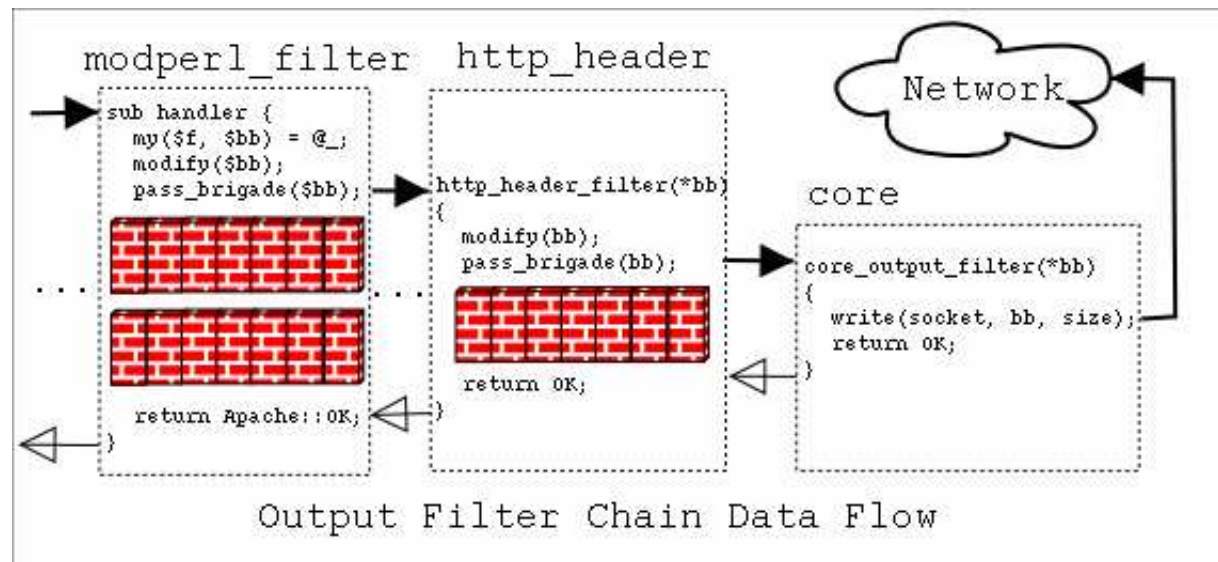 modperl_filter
sub handler {
my($f, $bb) = @_;
modify($bb);
pass_brigade($bb);
return Apache::OK;
}
http_header
http_header_filter(*bb)
{
modify(bb);
pass_brigade(bb);
return OK;
}
Network
core
core_output_filter(*bb)
{
write(socket, bb, size);
return OK;
}
. . .
. . .
Output Filter Chain Data Flow